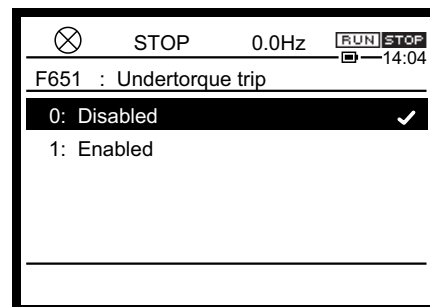 STOP 0.0Hz RUN STOP
14:04
F651 : Undertorque trip
0: Disabled
1: Enabled